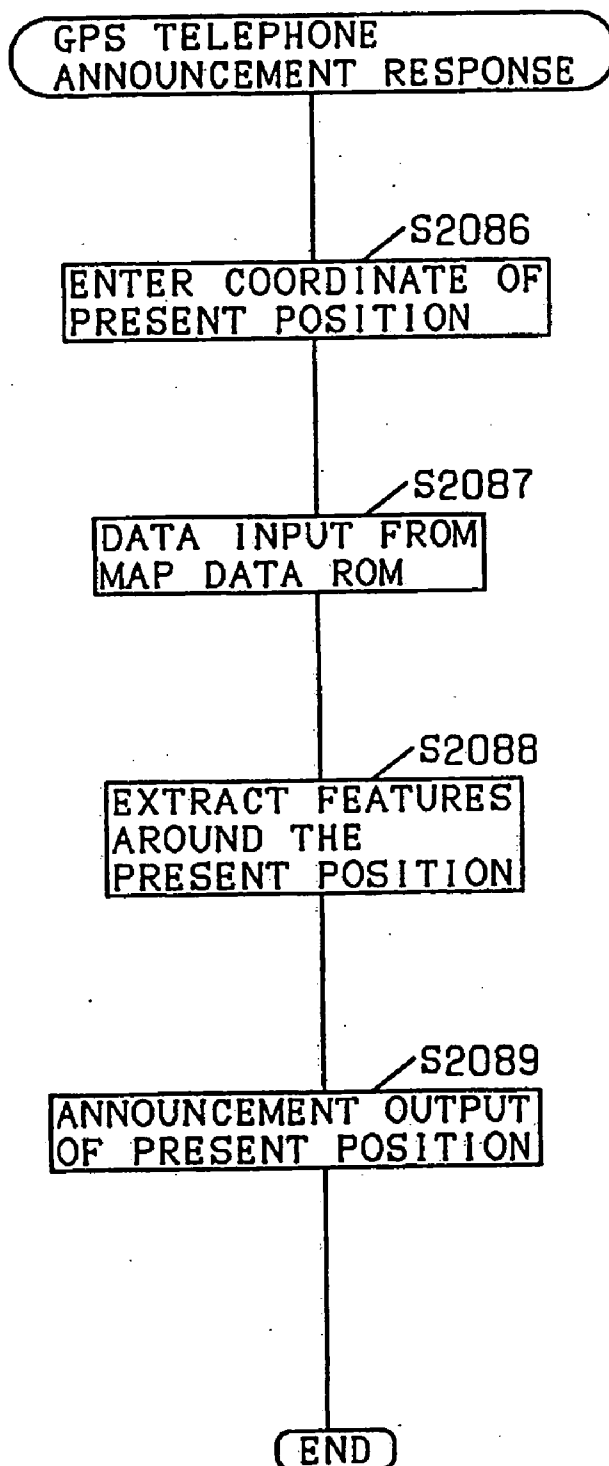 GPS TELEPHONE
ANNOUNCEMENT RESPONSE
S2086
ENTER COORDINATE OF
PRESENT POSITION
S2087
DATA INPUT FROM
MAP DATA ROM
S2088
EXTRACT FEATURES
AROUND THE
PRESENT POSITION
S2089
ANNOUNCEMENT OUTPUT
OF PRESENT POSITION
END